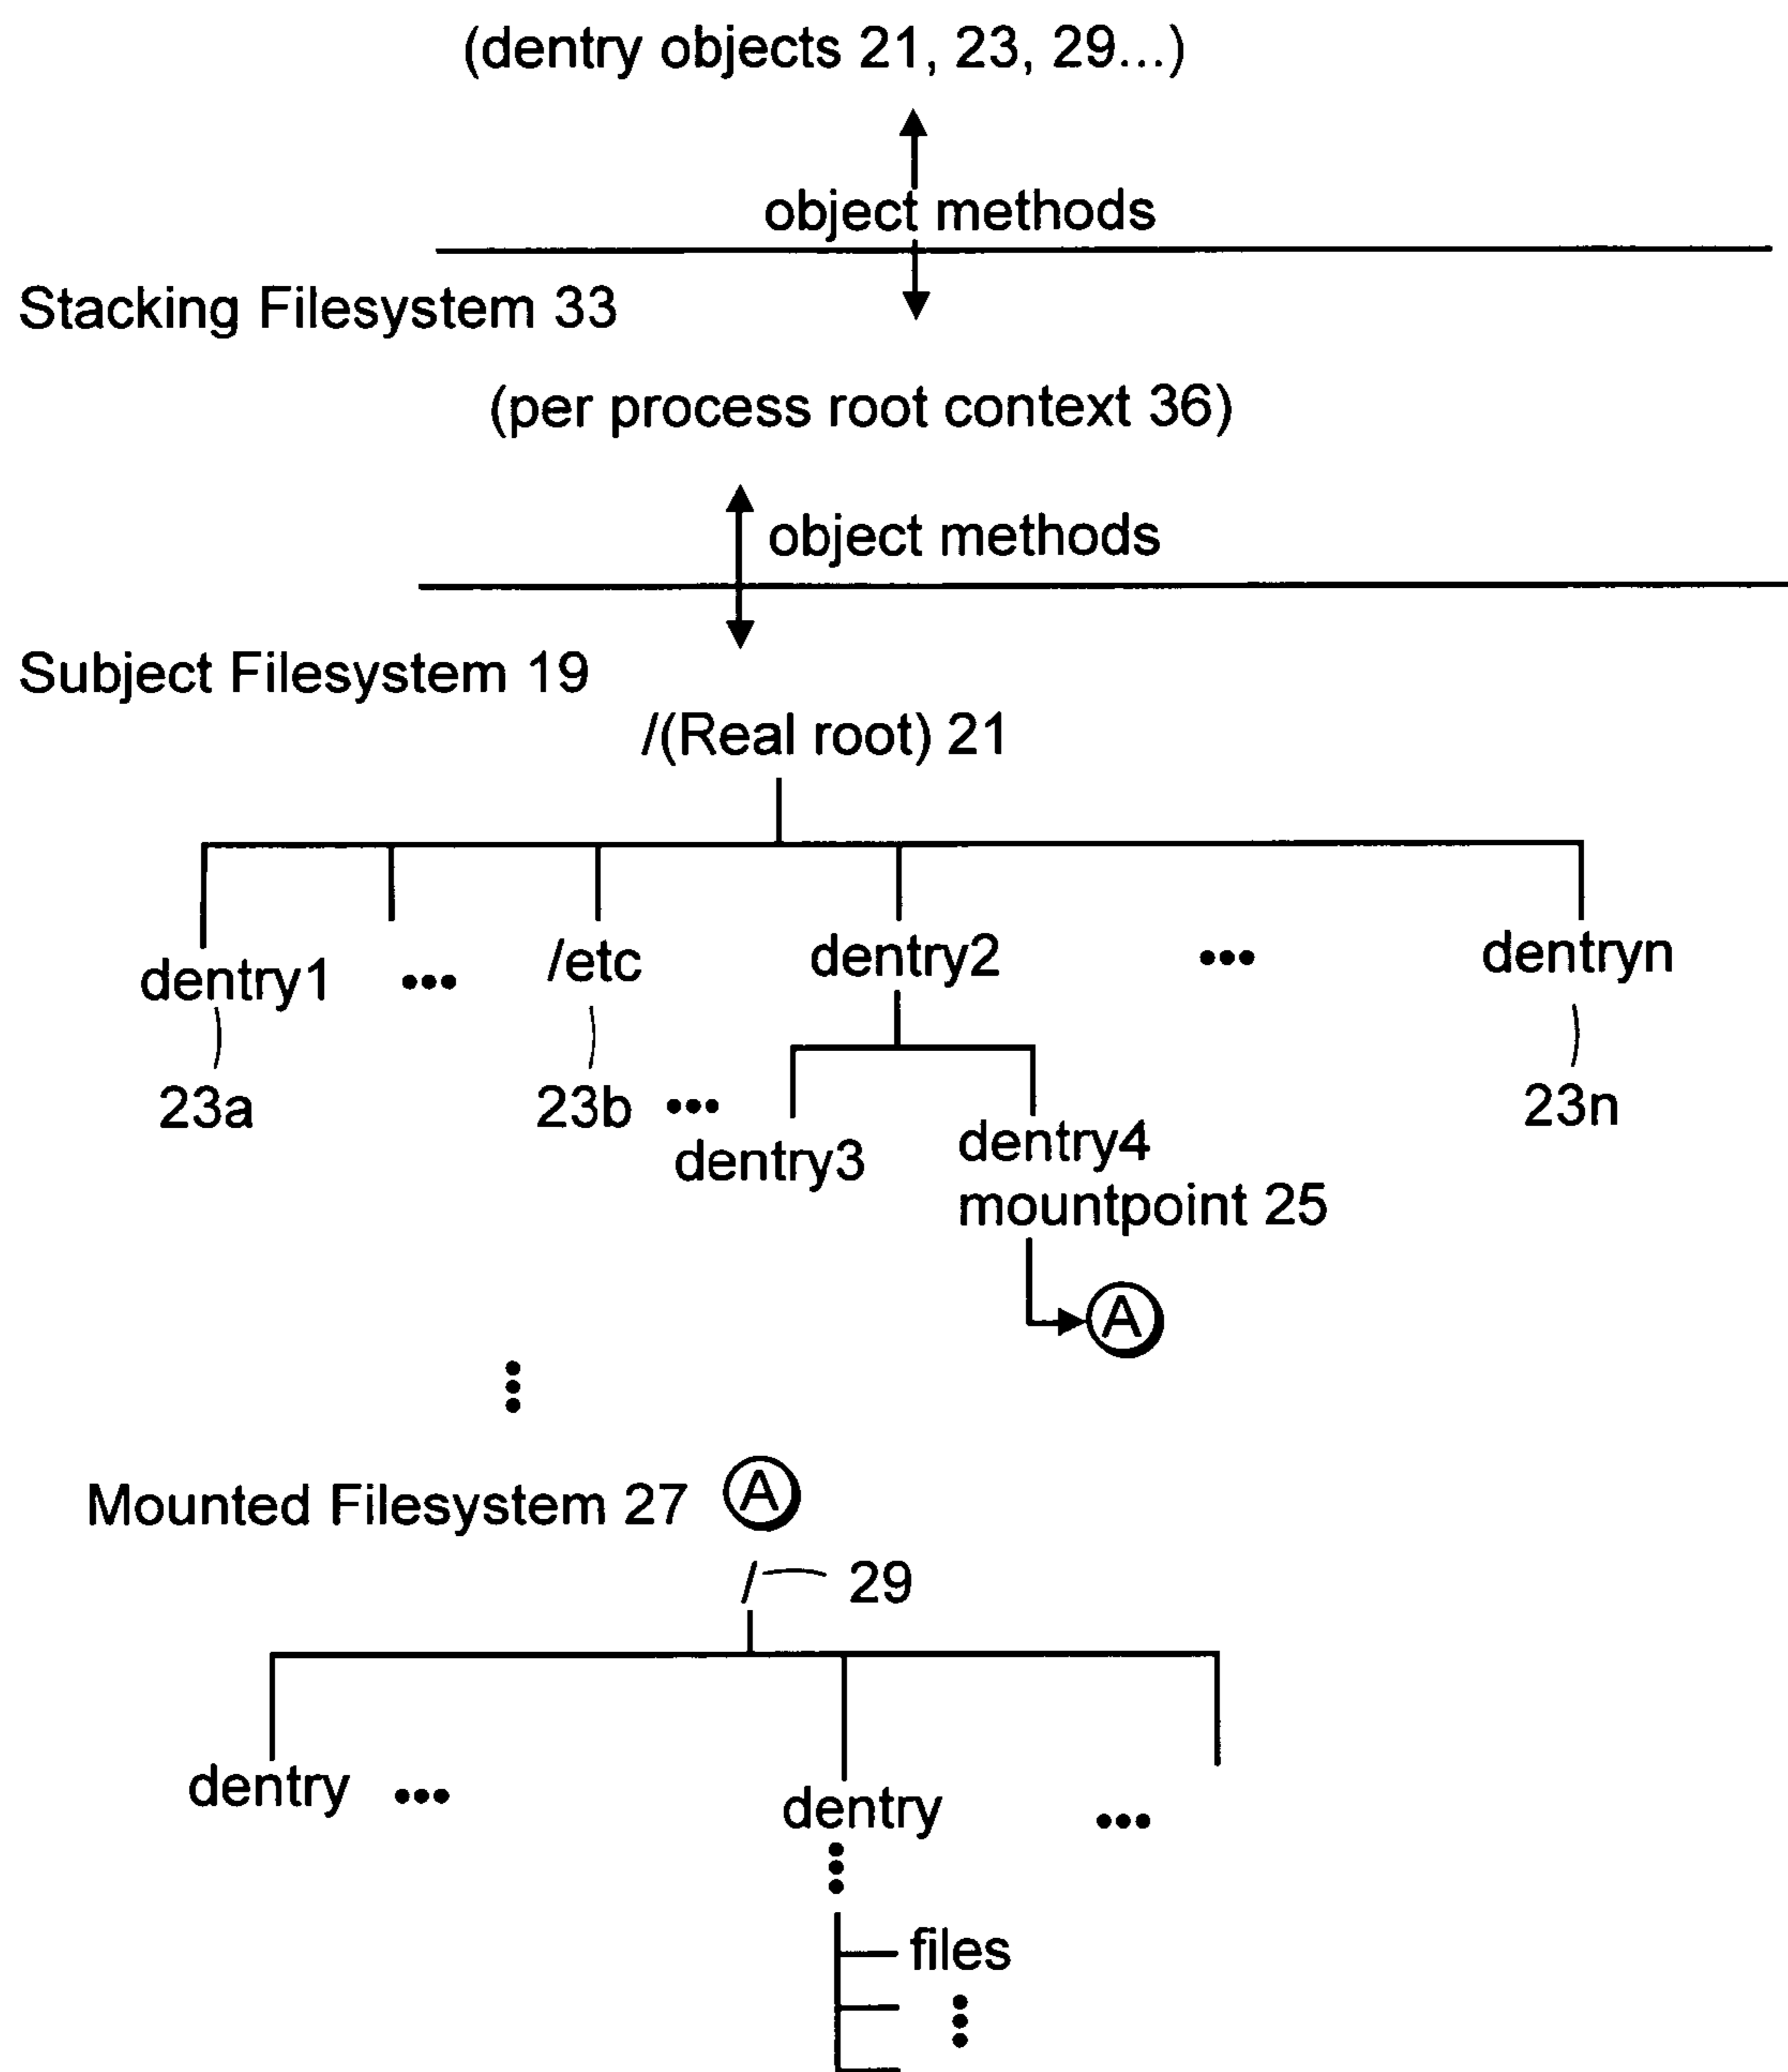 (dentry objects 21, 23, 29...)
object methods
Stacking Filesystem 33
(per process root context 36)
object methods
Subject Filesystem 19
/(Real root) 21
dentry1 ... /etc dentry2 ... dentryn
23a 23b ... 23n
dentry3 dentry4
mountpoint 25
A
Mounted Filesystem 27 A
/ 29
dentry ... dentry ...
files